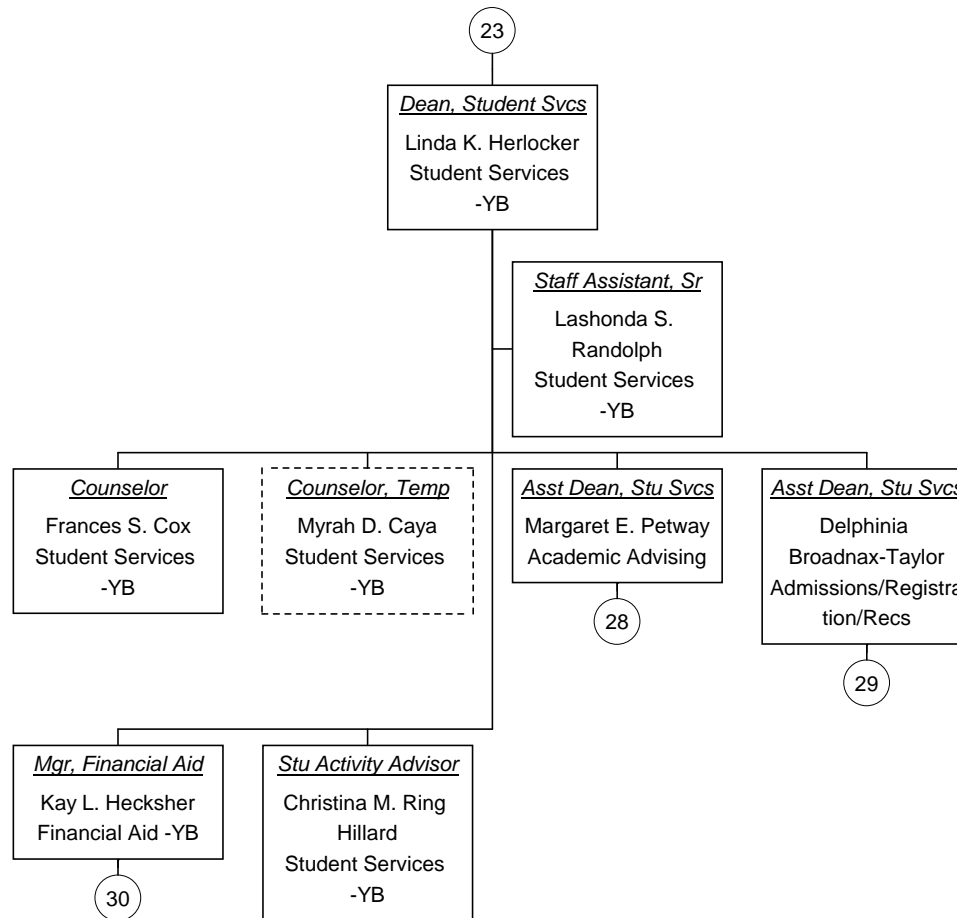 23
Dean, Student Svcs
Linda K. Herlocker
Student Services
-YB
Staff Assistant, Sr
Lashonda S.
Randolph
Student Services
-YB
Counselor
Frances S. Cox
Student Services
-YB
Counselor, Temp
Myrah D. Caya
Student Services
-YB
Asst Dean, Stu Svcs
Margaret E. Petway
Academic Advising
28
Asst Dean, Stu Svcs
Delphinia
Broadnax-Taylor
Admissions/Registra
tion/Recs
29
Mgr, Financial Aid
Kay L. Hecksher
Financial Aid -YB
30
Stu Activity Advisor
Christina M. Ring
Hillard
Student Services
-YB